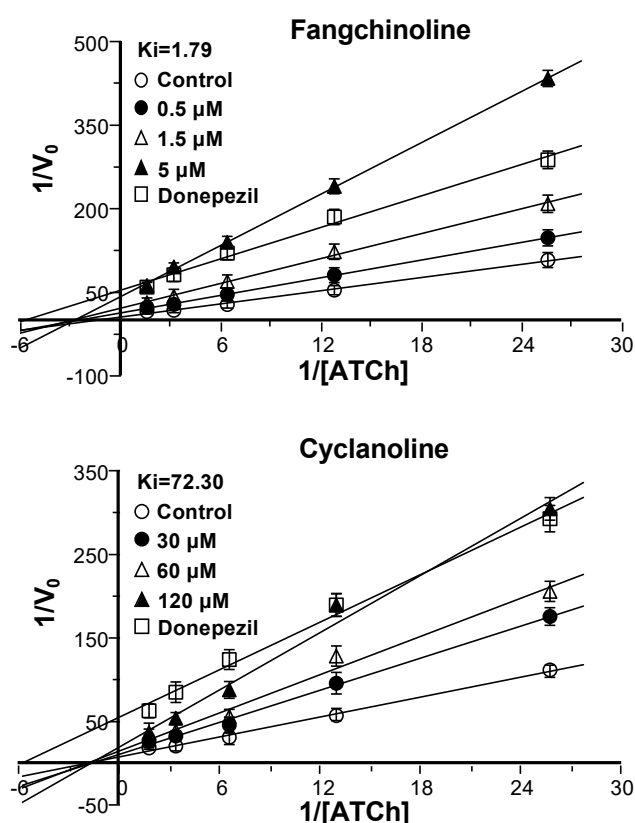 Fangchinoline
500
350
200
50
-100
1/V0
Ki=1.79
Control
0.5 µM
1.5 µM
5 µM
Donepezil
-6 0 6 12 18 24 30
1/[ATCh]
Cyclanoline
350
250
150
50
-50
1/V0
Ki=72.30
Control
30 µM
60 µM
120 µM
Donepezil
-6 0 6 12 18 24 30
1/[ATCh]